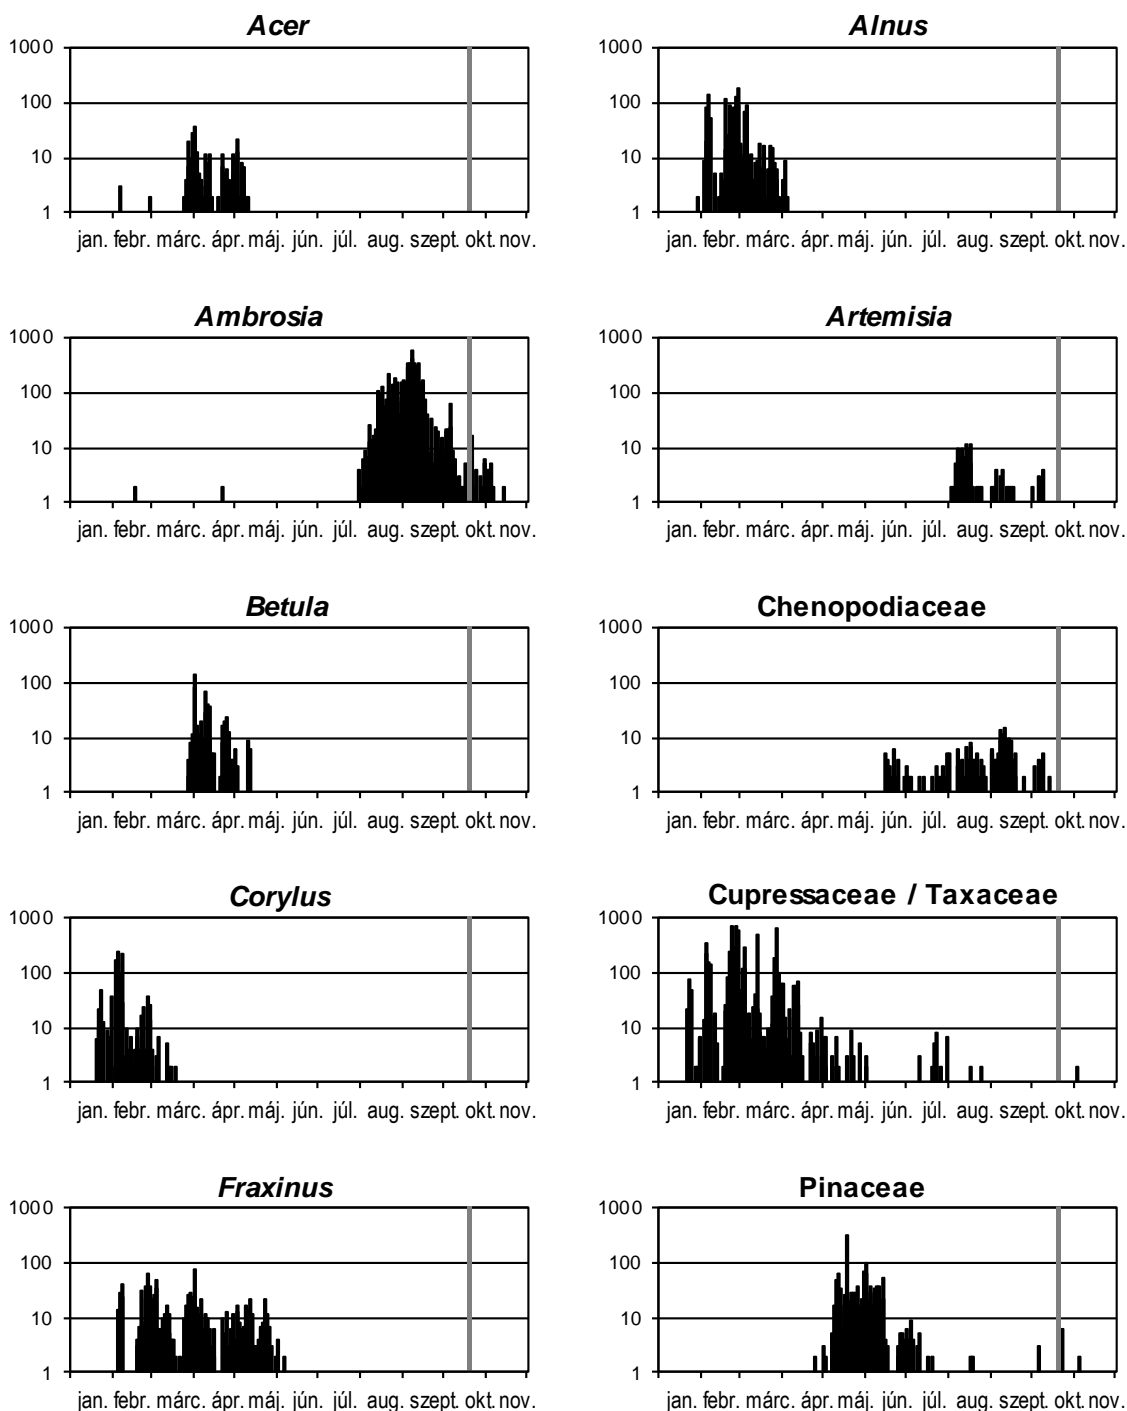 Acer
1000
100
10
1
jan. febr. márc. ápr. máj. jún. júl. aug. szept. okt. nov.
Alnus
1000
100
10
1
jan. febr. márc. ápr. máj. jún. júl. aug. szept. okt. nov.
Ambrosia
1000
100
10
1
jan. febr. márc. ápr. máj. jún. júl. aug. szept. okt. nov.
Artemisia
1000
100
10
1
jan. febr. márc. ápr. máj. jún. júl. aug. szept. okt. nov.
Betula
1000
100
10
1
jan. febr. márc. ápr. máj. jún. júl. aug. szept. okt. nov.
Chenopodiaceae
1000
100
10
1
jan. febr. márc. ápr. máj. jún. júl. aug. szept. okt. nov.
Corylus
1000
100
10
1
jan. febr. márc. ápr. máj. jún. júl. aug. szept. okt. nov.
Cupressaceae / Taxaceae
1000
100
10
1
jan. febr. márc. ápr. máj. jún. júl. aug. szept. okt. nov.
Fraxinus
1000
100
10
1
jan. febr. márc. ápr. máj. jún. júl. aug. szept. okt. nov.
Pinaceae
1000
100
10
1
jan. febr. márc. ápr. máj. jún. júl. aug. szept. okt. nov.